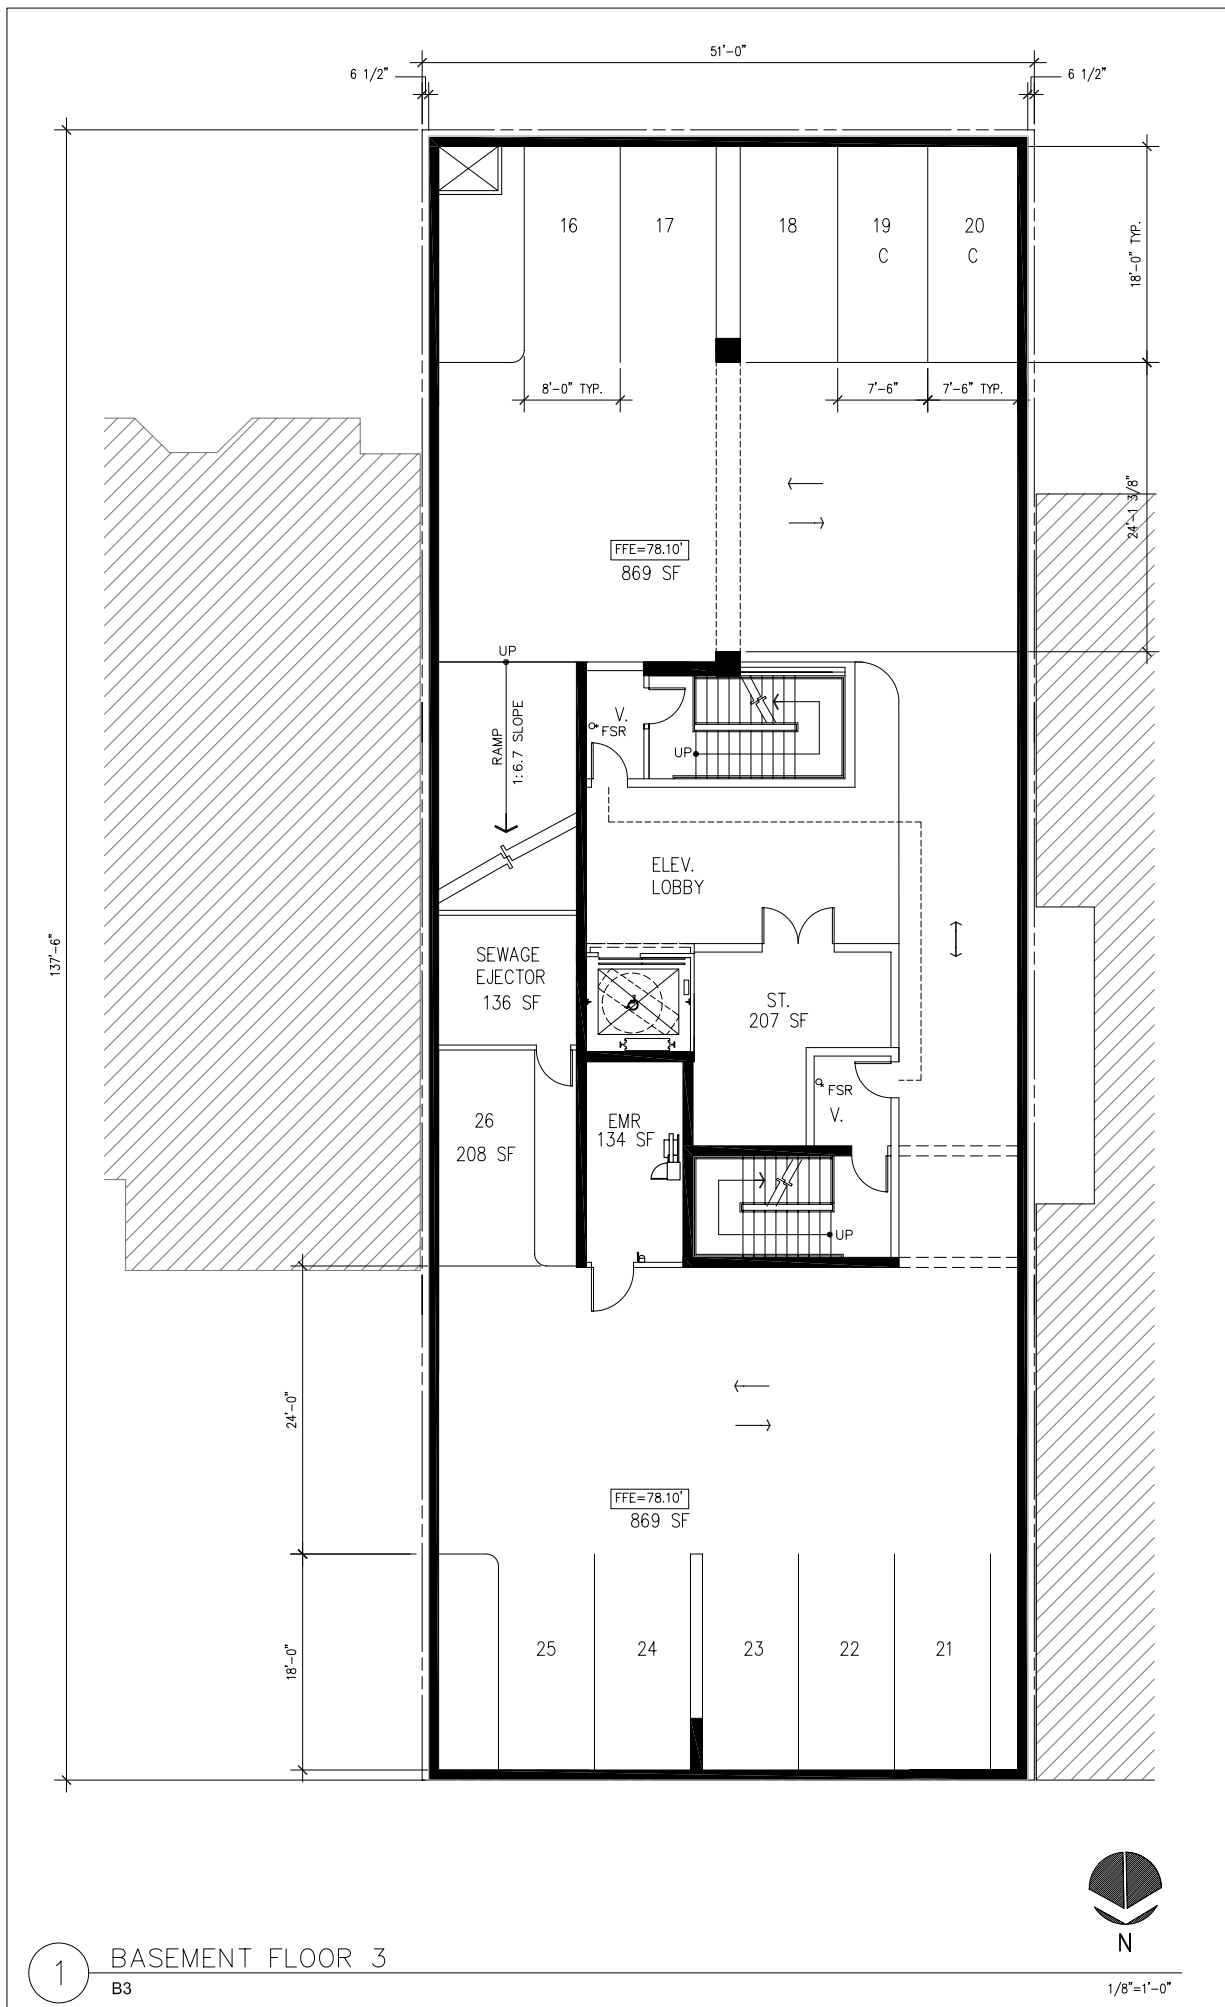 51'-0"
6 1/2"
6 1/2"
16
17
18
19
C
20
C
18'-0" TYP.
8'-0" TYP.
7'-6"
7'-6" TYP.
24'-1 3/8"
FFE=78.10'
869 SF
UP
RAMP
1:6.7 SLOPE
V.
FSR
UP
ELEV.
LOBBY
137'-6"
SEWAGE
EJECTOR
136 SF
ST.
207 SF
FSR
V.
26
208 SF
EMR
134 SF
UP
24'-0"
FFE=78.10'
869 SF
18'-0"
25
24
23
22
21
N
1
BASEMENT FLOOR 3
B3
1/8"=1'-0"